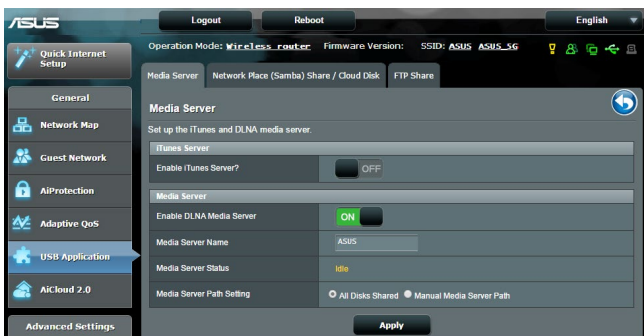 ASUS
Logout
Reboot
English
Quick Internet Setup
Operation Mode: Wireless router Firmware Version: SSID: ASUS ASUS_5G
Media Server
Network Place (Samba) Share / Cloud Disk
FTP Share
General
Network Map
Guest Network
AiProtection
Adaptive QoS
USB Application
AiCloud 2.0
Advanced Settings
Media Server
Set up the iTunes and DLNA media server.
iTunes Server
Enable iTunes Server? OFF
Media Server
Enable DLNA Media Server ON
Media Server Name ASUS
Media Server Status Idle
Media Server Path Setting All Disks Shared Manual Media Server Path
Apply